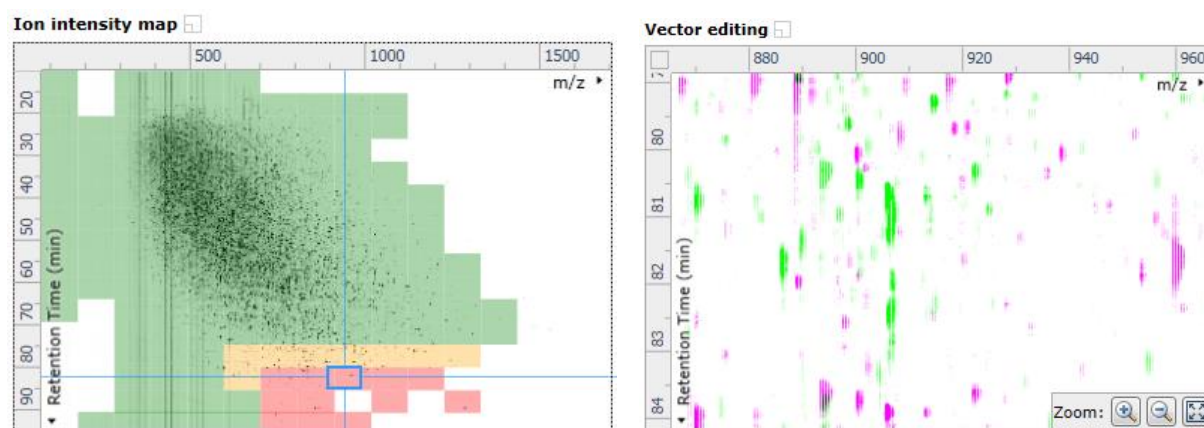 Ion intensity map
500 1000 1500
m/z
20
30
40
50
60
70
80
90
Retention Time (min)
Vector editing
880 900 920 940 960
m/z
80
81
82
83
84
Retention Time (min)
Zoom: